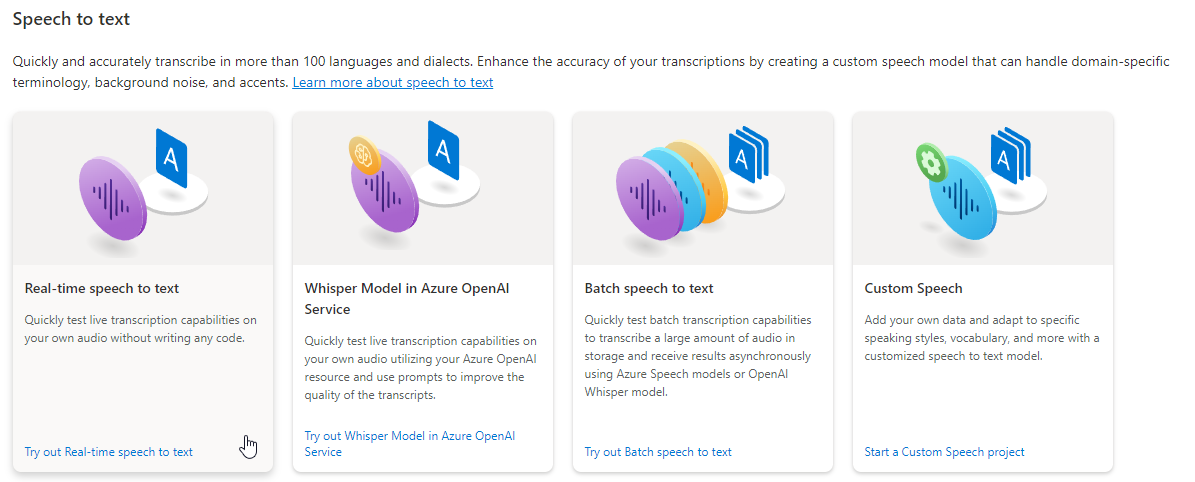 Speech to text
Quickly and accurately transcribe in more than 100 languages and dialects. Enhance the accuracy of your transcriptions by creating a custom speech model that can handle domain-specific
terminology, background noise, and accents. Learn more about speech to text
A
Real-time speech to text
Quickly test live transcription capabilities on
your own audio without writing any code.
Try out Real-time speech to text
A
Whisper Model in Azure OpenAI
Service
Quickly test live transcription capabilities on
your own audio utilizing your Azure OpenAI
resource and use prompts to improve the
quality of the transcripts.
Try out Whisper Model in Azure OpenAI
Service
A
Batch speech to text
Quickly test batch transcription capabilities
to transcribe a large amount of audio in
storage and receive results asynchronously
using Azure Speech models or OpenAI
Whisper model.
Try out Batch speech to text
A
Custom Speech
Add your own data and adapt to specific
speaking styles, vocabulary, and more with a
customized speech to text model.
Start a Custom Speech project